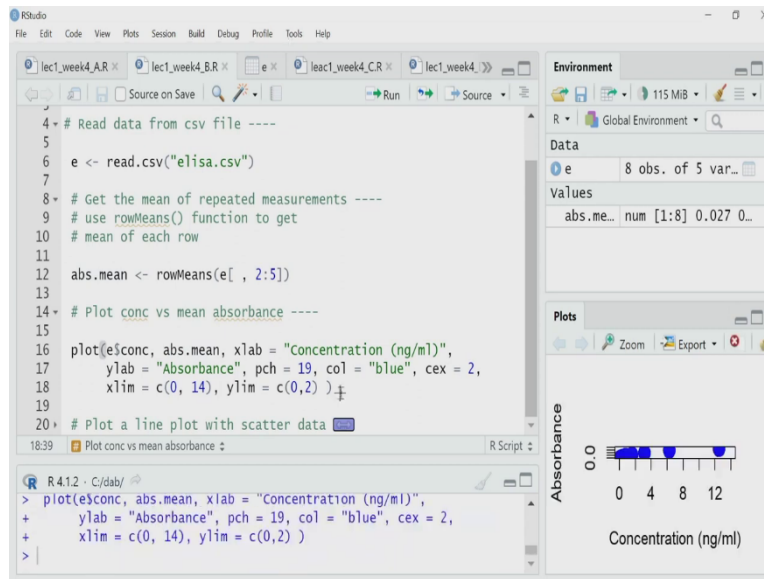 RStudio
File Edit Code View Plots Session Build Debug Profile Tools Help
lec1_week4_A.R × lec1_week4_B.R × e × leac1_week4_C.R × lec1_week4_
Source on Save Run Source
4 # Read data from csv file ----
5
6 e <- read.csv("elisa.csv")
7
8 # Get the mean of repeated measurements ----
9 # use rowMeans() function to get
10 # mean of each row
11
12 abs.mean <- rowMeans(e[ , 2:5])
13
14 # Plot conc vs mean absorbance ----
15
16 plot(e$conc, abs.mean, xlab = "Concentration (ng/ml)",
17 ylab = "Absorbance", pch = 19, col = "blue", cex = 2,
18 xlim = c(0, 14), ylim = c(0,2) )
19
20 # Plot a line plot with scatter data
18:39 Plot conc vs mean absorbance R Script
R 4.1.2 · C:/dab/
> plot(e$conc, abs.mean, xlab = "Concentration (ng/ml)",
+ ylab = "Absorbance", pch = 19, col = "blue", cex = 2,
+ xlim = c(0, 14), ylim = c(0,2) )
>
Environment
115 MiB
R Global Environment
Data
e 8 obs. of 5 var…
Values
abs.me… num [1:8] 0.027 0…
Plots
Zoom Export
Absorbance
0.0
0 4 8 12
Concentration (ng/ml)